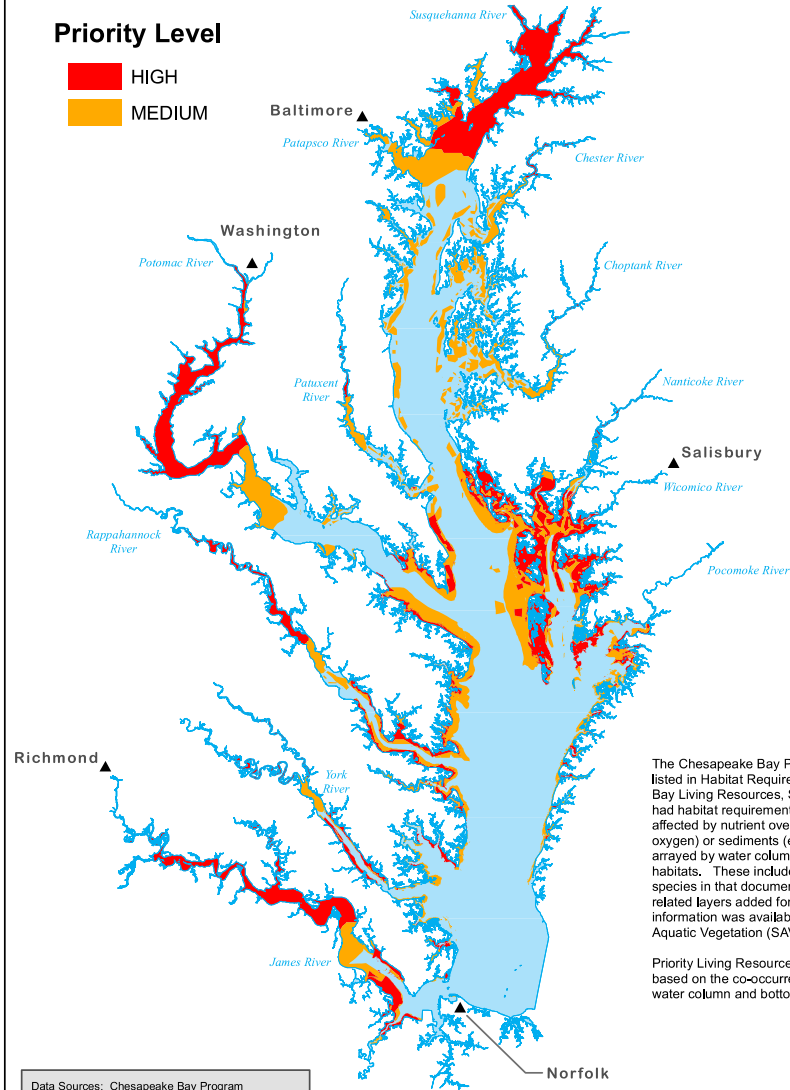 Priority Level
HIGH
MEDIUM
Susquehanna River
Baltimore
Patapsco River
Chester River
Washington
Potomac River
Choptank River
Patuxent
River
Nanticoke River
Salisbury
Wicomico River
Rappahannock
River
Pocomoke River
Richmond
York
River
James River
Norfolk
The Chesapeake Bay P
listed in Habitat Require
Bay Living Resources, S
had habitat requirement
affected by nutrient ove
oxygen) or sediments (e
arrayed by water colum
habitats. These include
species in that documen
related layers added for
information was availab
Aquatic Vegetation (SAV
Priority Living Resource
based on the co-occurre
water column and botto
Data Sources: Chesapeake Bay Program